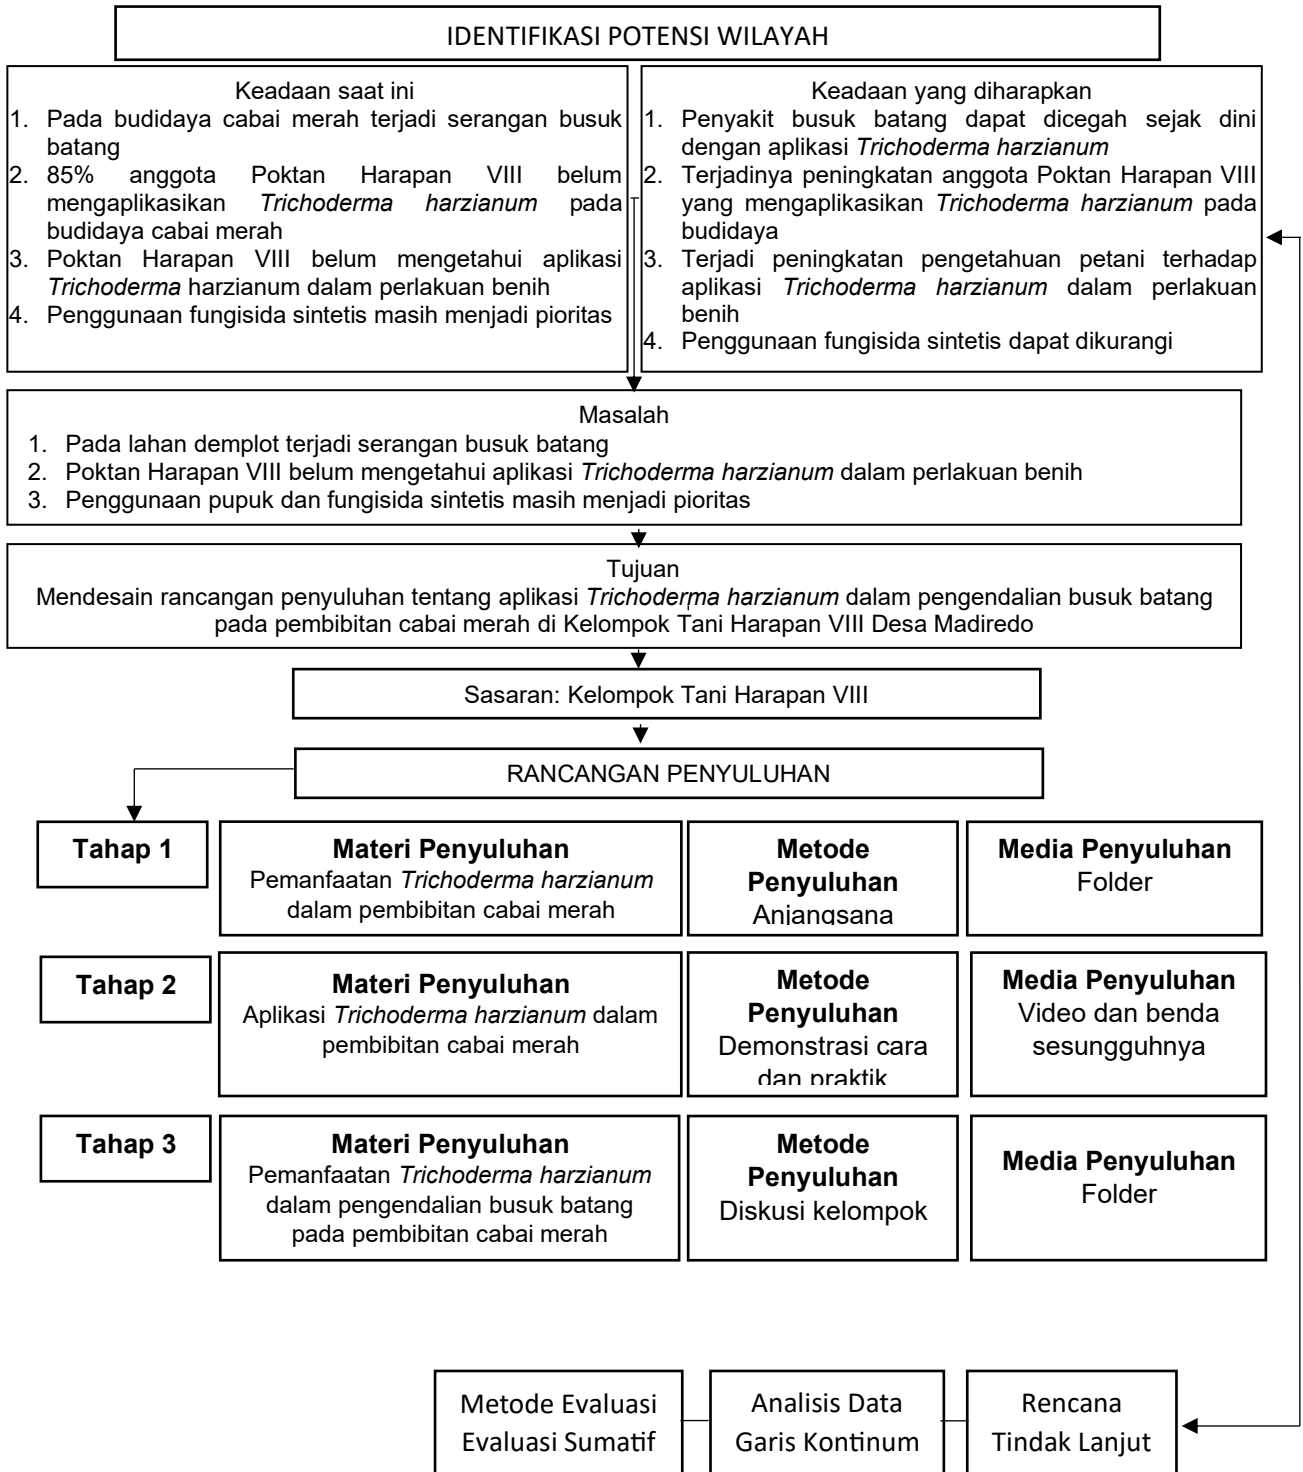 IDENTIFIKASI POTENSI WILAYAH
Keadaan saat ini
1. Pada budidaya cabai merah terjadi serangan busuk
batang
2. 85% anggota Poktan Harapan VIII belum
mengaplikasikan Trichoderma harzianum pada
budidaya cabai merah
3. Poktan Harapan VIII belum mengetahui aplikasi
Trichoderma harzianum dalam perlakuan benih
4. Penggunaan fungisida sintetis masih menjadi pioritas
Keadaan yang diharapkan
1. Penyakit busuk batang dapat dicegah sejak dini
dengan aplikasi Trichoderma harzianum
2. Terjadinya peningkatan anggota Poktan Harapan VIII
yang mengaplikasikan Trichoderma harzianum pada
budidaya
3. Terjadi peningkatan pengetahuan petani terhadap
aplikasi Trichoderma harzianum dalam perlakuan
benih
4. Penggunaan fungisida sintetis dapat dikurangi
Masalah
1. Pada lahan demplot terjadi serangan busuk batang
2. Poktan Harapan VIII belum mengetahui aplikasi Trichoderma harzianum dalam perlakuan benih
3. Penggunaan pupuk dan fungisida sintetis masih menjadi pioritas
Tujuan
Mendesain rancangan penyuluhan tentang aplikasi Trichoderma harzianum dalam pengendalian busuk batang
pada pembibitan cabai merah di Kelompok Tani Harapan VIII Desa Madiredo
Sasaran: Kelompok Tani Harapan VIII
RANCANGAN PENYULUHAN
Tahap 1
Materi Penyuluhan
Pemanfaatan Trichoderma harzianum
dalam pembibitan cabai merah
Metode
Penyuluhan
Anjangsana
Media Penyuluhan
Folder
Tahap 2
Materi Penyuluhan
Aplikasi Trichoderma harzianum dalam
pembibitan cabai merah
Metode
Penyuluhan
Demonstrasi cara
dan praktik
Media Penyuluhan
Video dan benda
sesungguhnya
Tahap 3
Materi Penyuluhan
Pemanfaatan Trichoderma harzianum
dalam pengendalian busuk batang
pada pembibitan cabai merah
Metode
Penyuluhan
Diskusi kelompok
Media Penyuluhan
Folder
Metode Evaluasi
Evaluasi Sumatif
Analisis Data
Garis Kontinum
Rencana
Tindak Lanjut